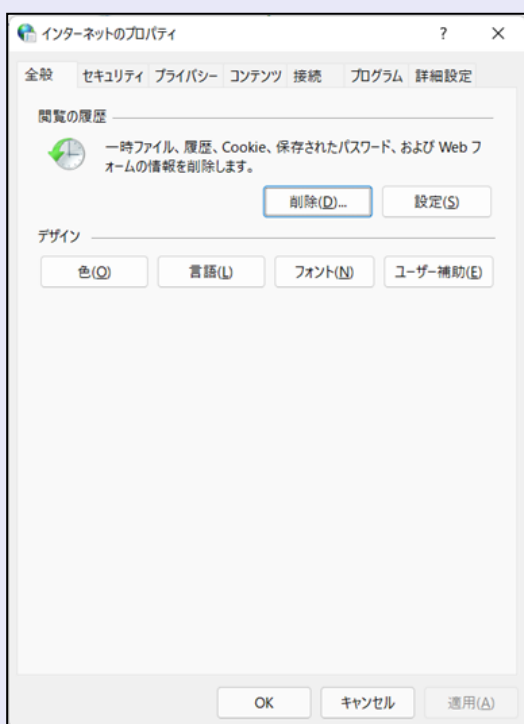 インターネットのプロパティ
?
×
全般 セキュリティ プライバシー コンテンツ 接続 プログラム 詳細設定
閲覧の履歴
一時ファイル、履歴、Cookie、保存されたパスワード、および Web フ
ォームの情報を削除します。
削除(D)... 設定(S)
デザイン
色(O) 言語(L) フォント(N) ユーザー補助(E)
OK キャンセル 適用(A)